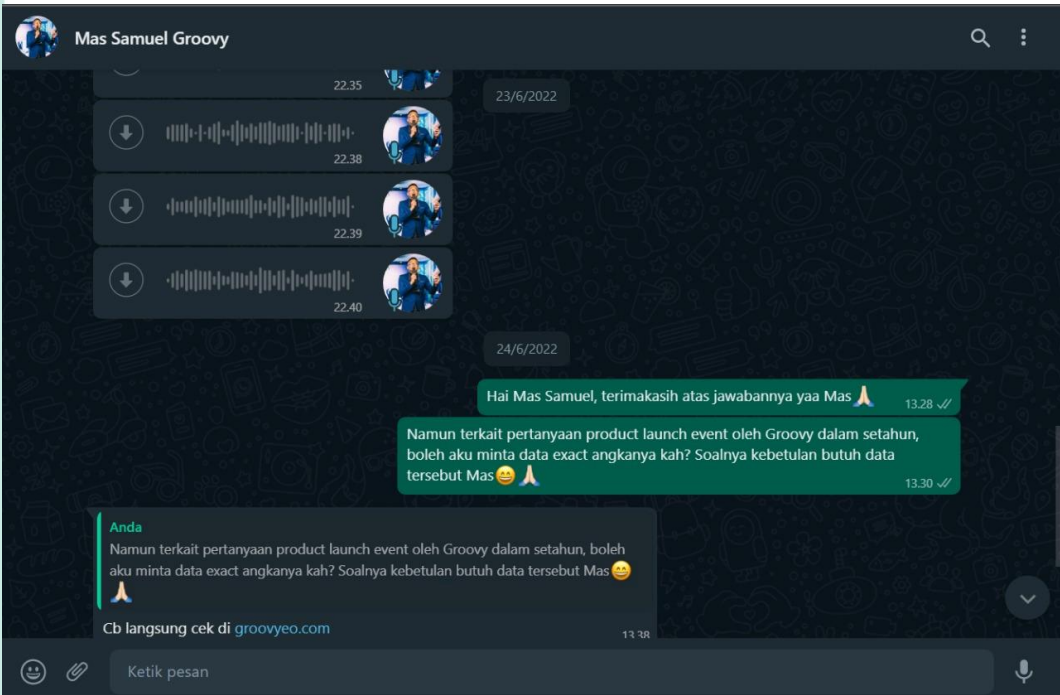 Mas Samuel Groovy
22.35
23/6/2022
22.38
22.39
22.40
24/6/2022
Hai Mas Samuel, terimakasih atas jawabannya yaa Mas🙏🏻
13.28
Namun terkait pertanyaan product launch event oleh Groovy dalam setahun,
boleh aku minta data exact angkanya kah? Soalnya kebetulan butuh data
tersebut Mas😄🙏🏻
13.30
Anda
Namun terkait pertanyaan product launch event oleh Groovy dalam setahun, boleh
aku minta data exact angkanya kah? Soalnya kebetulan butuh data tersebut Mas😄
🙏🏻
Cb langsung cek di groovyeo.com
13.38
Ketik pesan